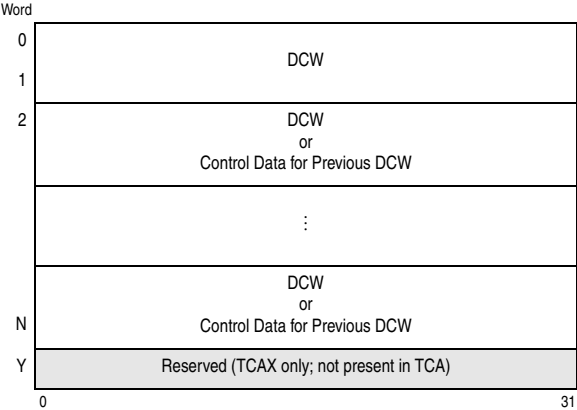 Word
0
DCW
1
2
DCW
or
Control Data for Previous DCW
⋮
DCW
or
N
Control Data for Previous DCW
Y
Reserved (TCAX only; not present in TCA)
0
31